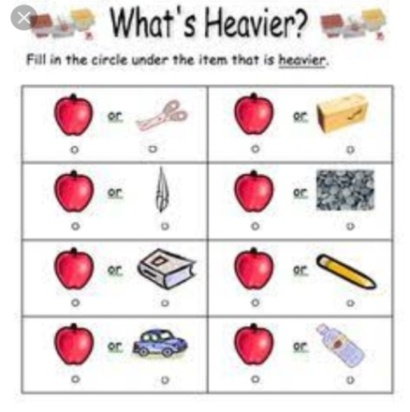 What's Heavier?
Fill in the circle under the item that is heavier.
or or
or or
or or
or or